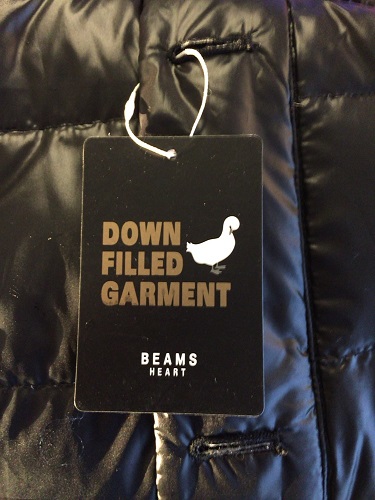 DOWN
FILLED
GARMENT
BEAMS
HEART